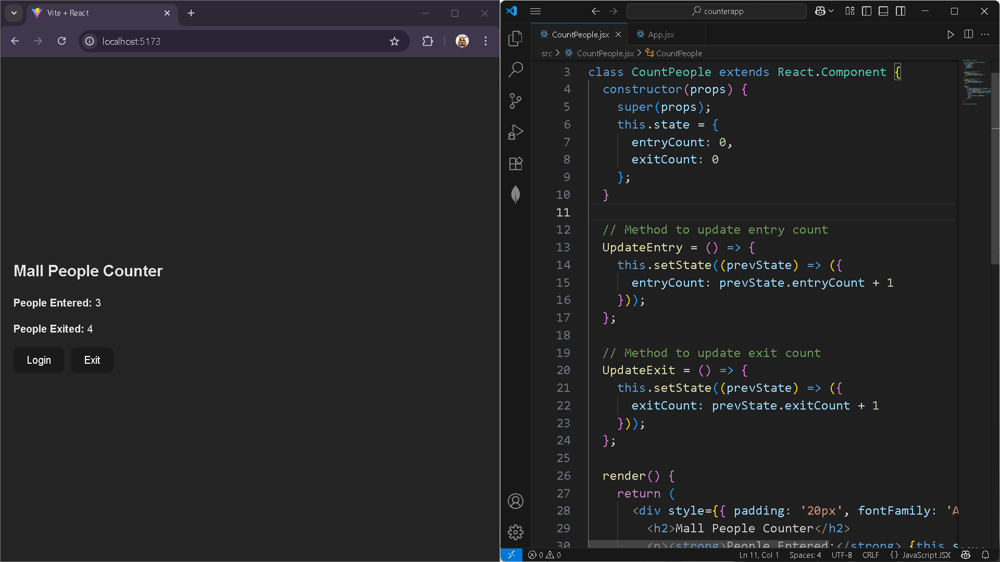 Vite + React
localhost:5173
Mall People Counter
People Entered: 3
People Exited: 4
Login Exit
counterapp
CountPeople.jsx App.jsx
src > CountPeople.jsx > CountPeople
3 class CountPeople extends React.Component {
4 constructor(props) {
5 super(props);
6 this.state = {
7 entryCount: 0,
8 exitCount: 0
9 };
10 }
11
12 // Method to update entry count
13 UpdateEntry = () => {
14 this.setState((prevState) => ({
15 entryCount: prevState.entryCount + 1
16 }));
17 };
18
19 // Method to update exit count
20 UpdateExit = () => {
21 this.setState((prevState) => ({
22 exitCount: prevState.exitCount + 1
23 }));
24 };
25
26 render() {
27 return (
28 <div style={{ padding: '20px', fontFamily: 'A
29 <h2>Mall People Counter</h2>
30 <p><strong>People Entered:</strong> {this.s
0 0 Ln 11, Col 1 Spaces: 4 UTF-8 CRLF {} JavaScript JSX